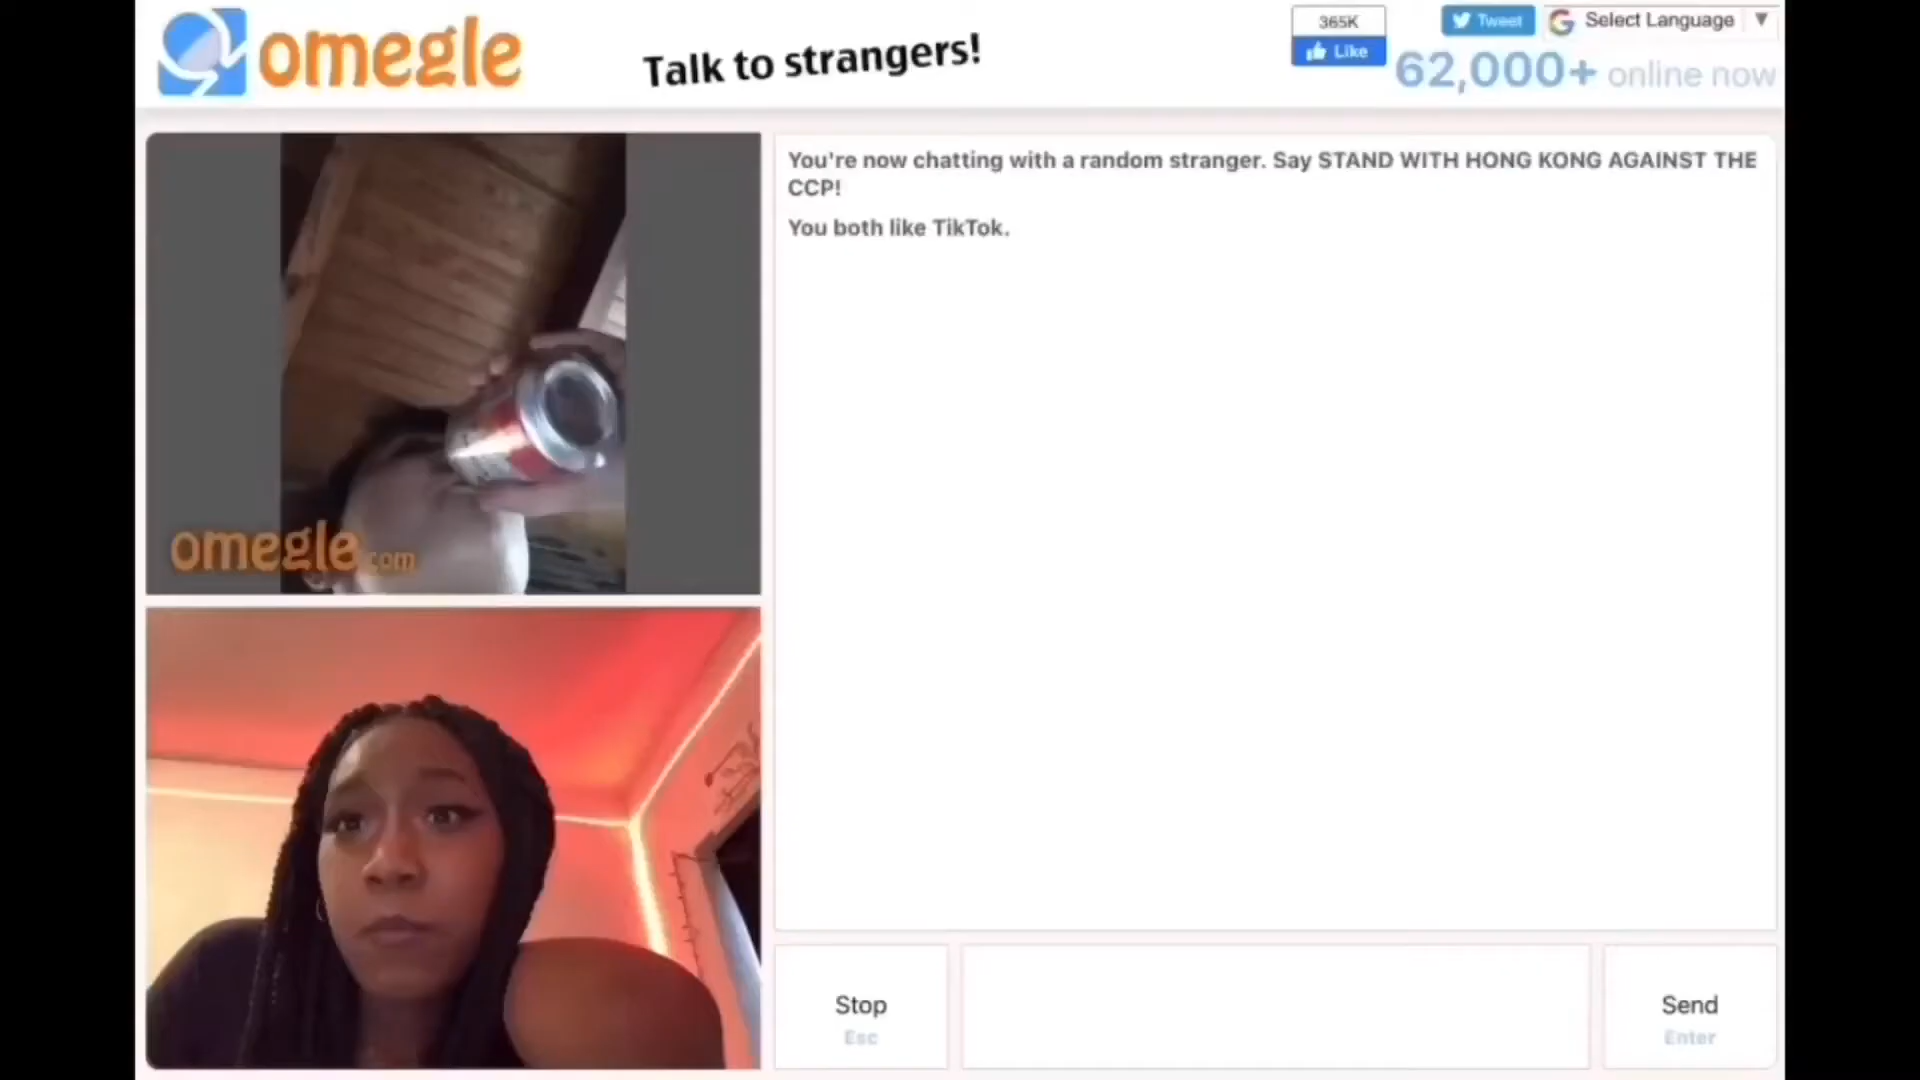 omegle
Talk to strangers!
365K
Like
Tweet
Select Language
62,000+ online now
You're now chatting with a random stranger. Say STAND WITH HONG KONG AGAINST THE
CCP!
You both like TikTok.
omegle.com
Stop
Esc
Send
Enter